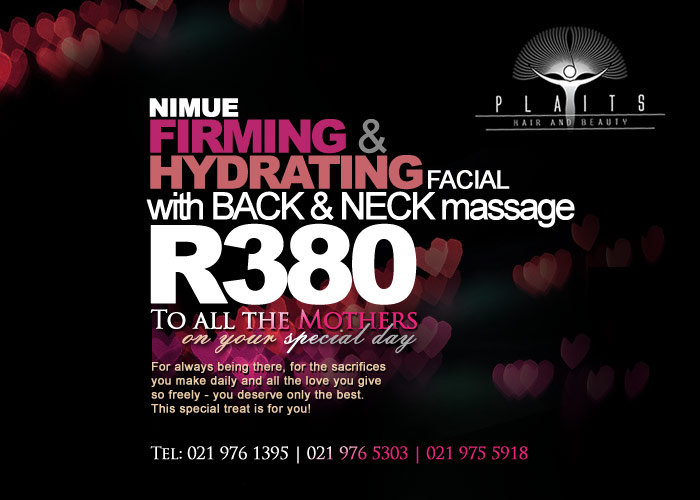 PLAITS
HAIR AND BEAUTY
NIMUE
FIRMING &
HYDRATING FACIAL
with BACK & NECK massage
R380
TO ALL THE MOTHERS
on your special day
For always being there, for the sacrifices
you make daily and all the love you give
so freely - you deserve only the best.
This special treat is for you!
TEL: 021 976 1395 | 021 976 5303 | 021 975 5918